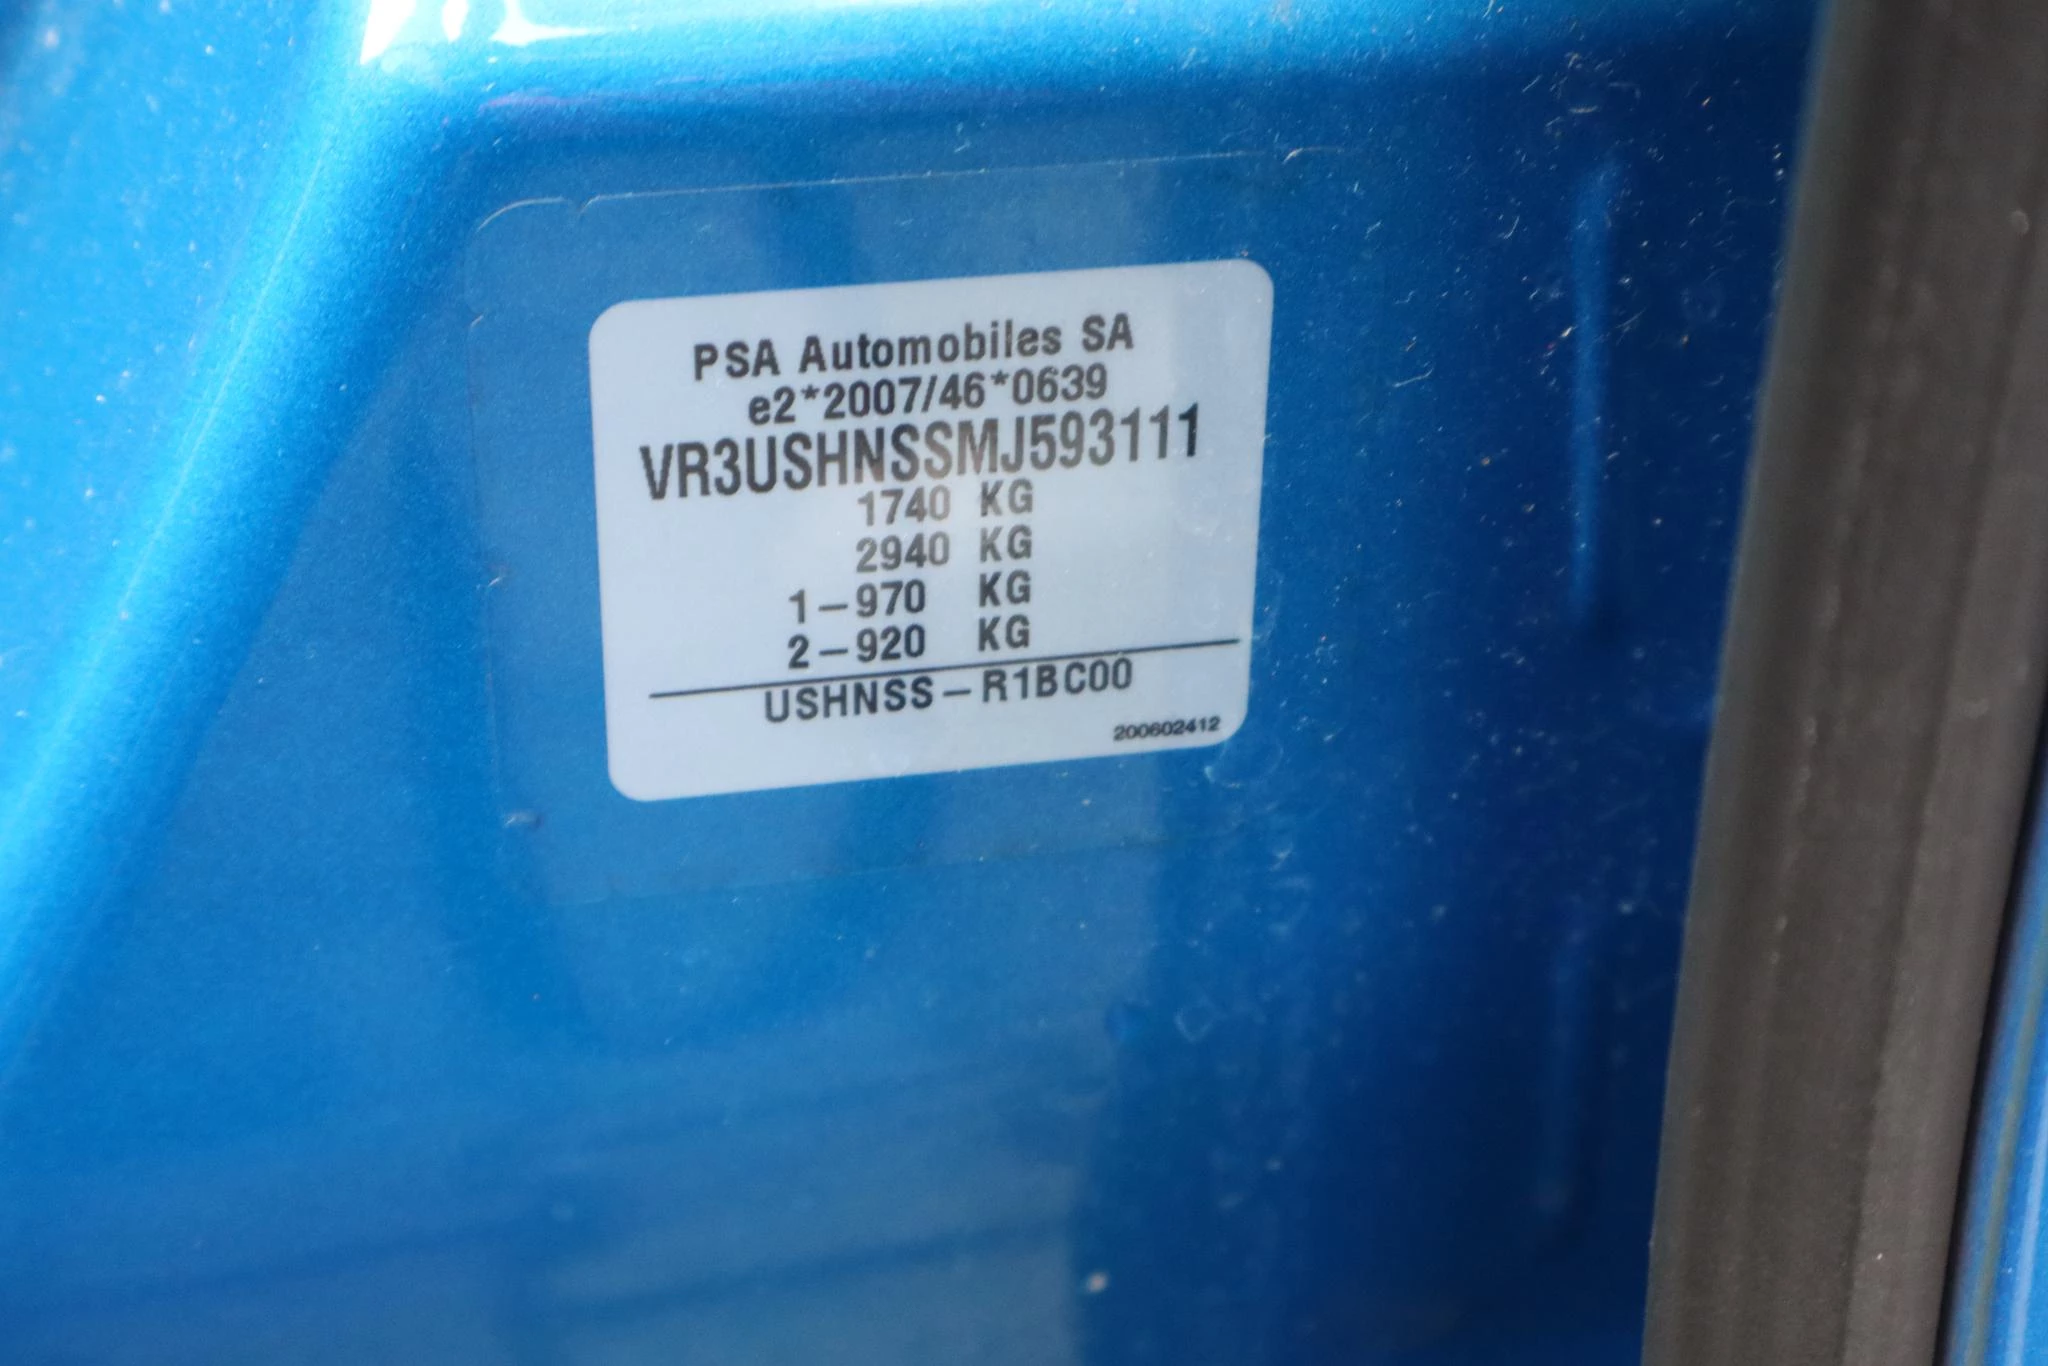 PSA Automobiles SA
e2*2007/46*0639
VR3USHNSSMJ593111
1740 KG
2940 KG
1-970 KG
2-920 KG
USHNSS-R1BC00
200602412